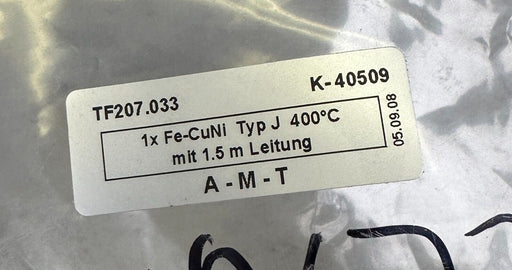 TF207.033 K-40509
1x Fe-CuNi Typ J 400°C
mit 1.5 m Leitung
A - M - T
05.09.08